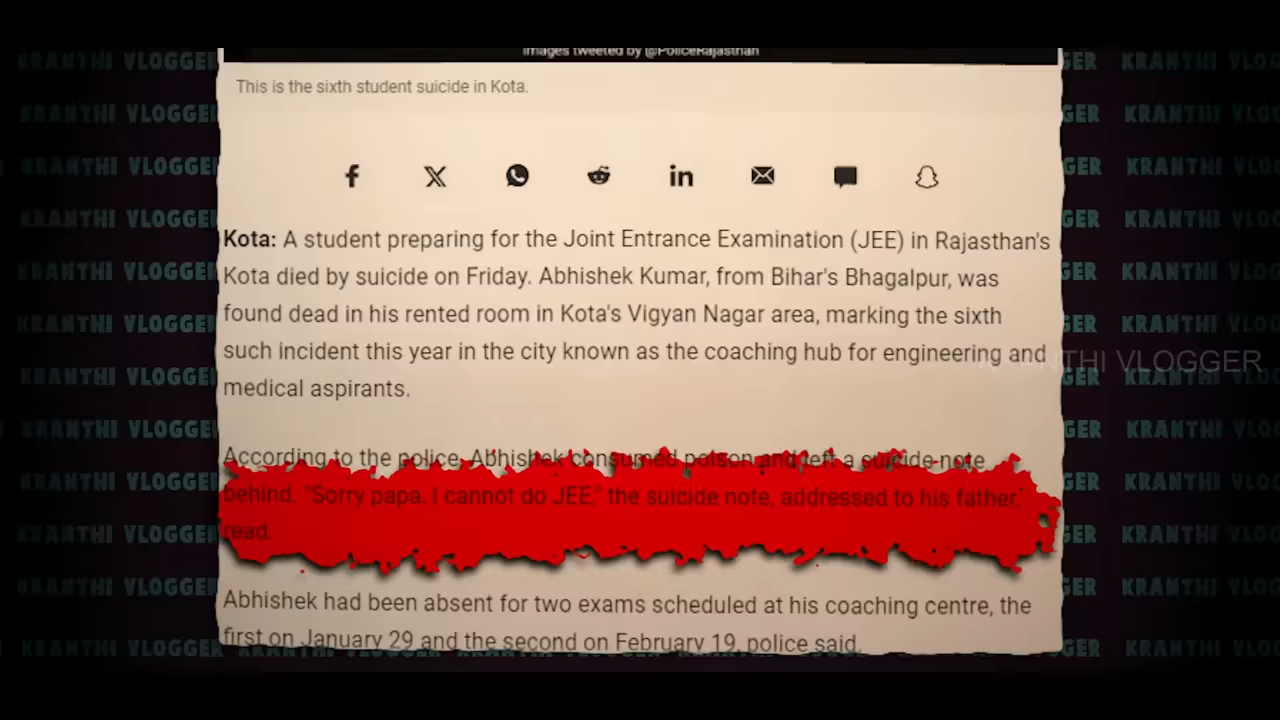 Images tweeted by @PoliceRajasthan
This is the sixth student suicide in Kota.
Kota: A student preparing for the Joint Entrance Examination (JEE) in Rajasthan's
Kota died by suicide on Friday. Abhishek Kumar, from Bihar's Bhagalpur, was
found dead in his rented room in Kota's Vigyan Nagar area, marking the sixth
such incident this year in the city known as the coaching hub for engineering and
medical aspirants.
According to the police, Abhishek consumed poison and left a suicide note
behind. "Sorry papa. I cannot do JEE," the suicide note, addressed to his father,
read.
Abhishek had been absent for two exams scheduled at his coaching centre, the
first on January 29 and the second on February 19, police said.
KRANTHI VLOGGER